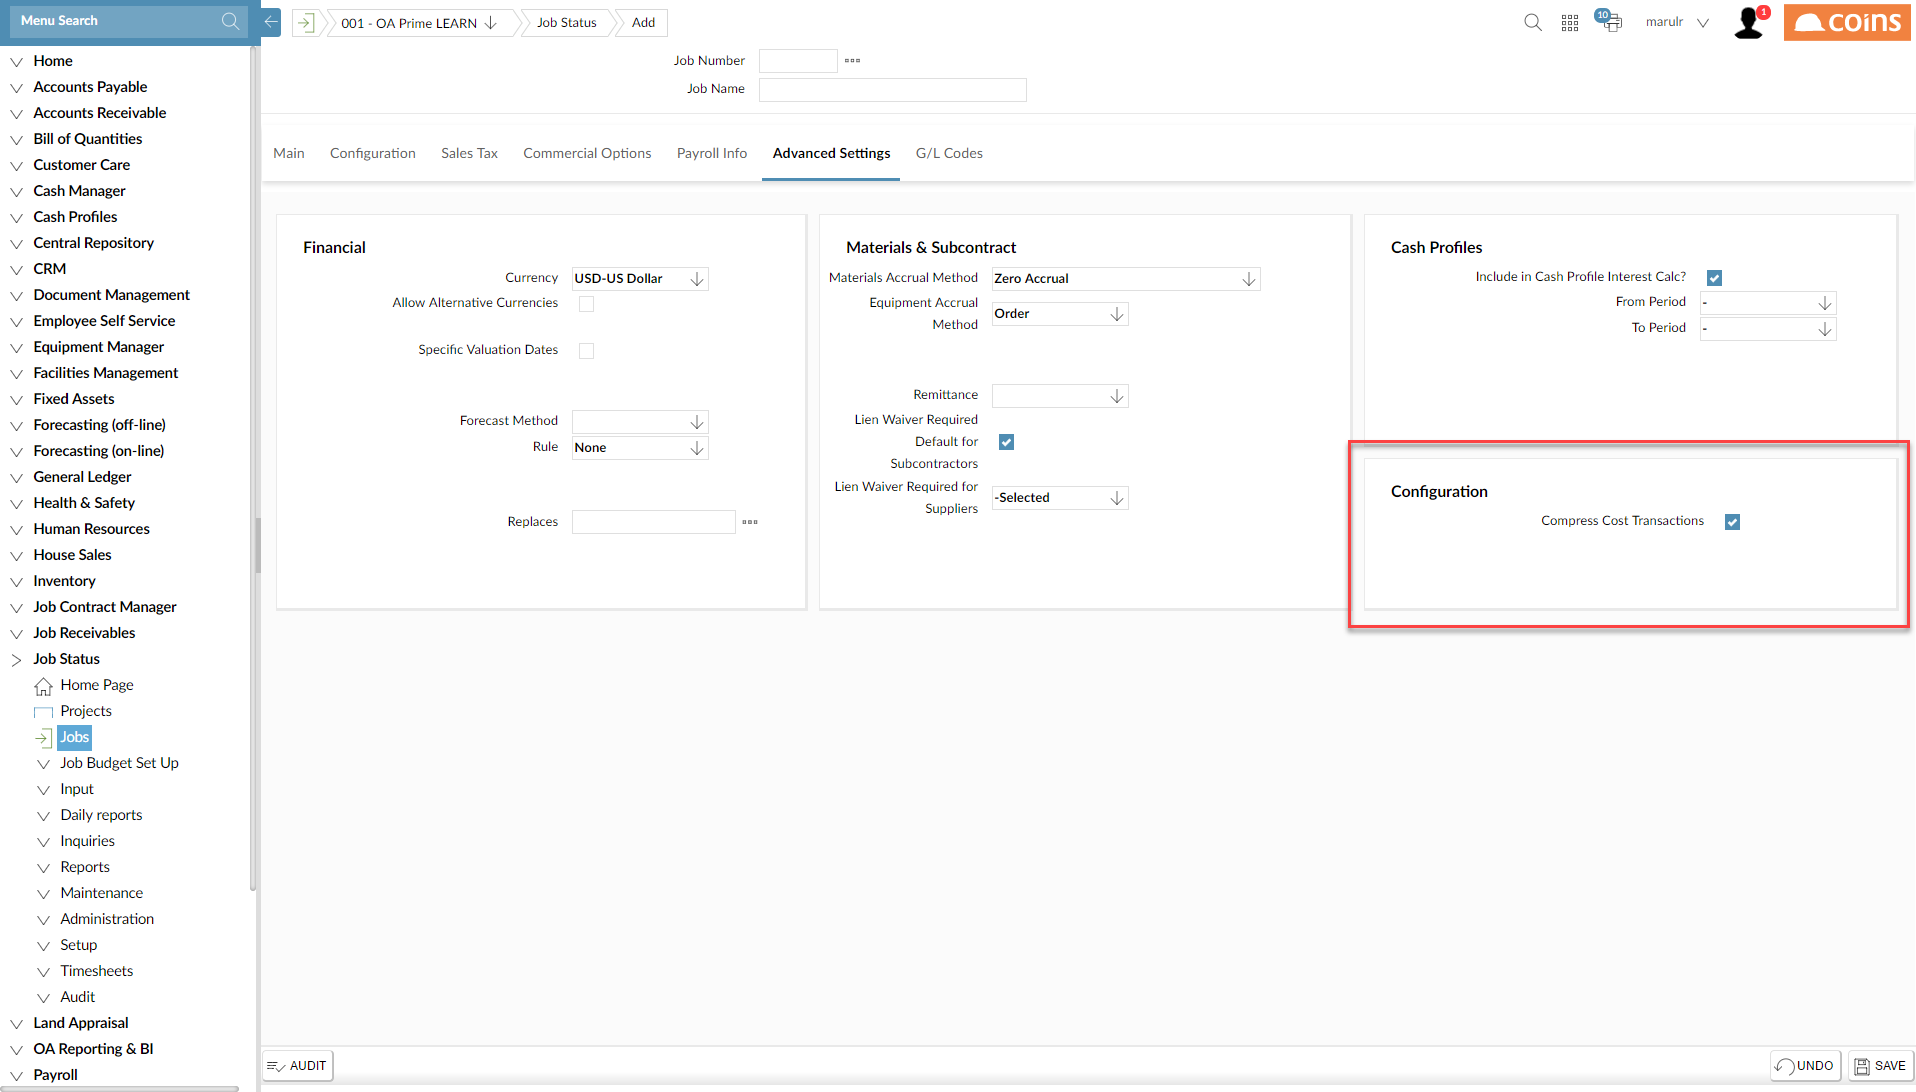 Menu Search
001 - OA Prime LEARN
Job Status
Add
10
marulr
1
coins
Home
Accounts Payable
Accounts Receivable
Bill of Quantities
Customer Care
Cash Manager
Cash Profiles
Central Repository
CRM
Document Management
Employee Self Service
Equipment Manager
Facilities Management
Fixed Assets
Forecasting (off-line)
Forecasting (on-line)
General Ledger
Health & Safety
Human Resources
House Sales
Inventory
Job Contract Manager
Job Receivables
Job Status
Home Page
Projects
Jobs
Job Budget Set Up
Input
Daily reports
Inquiries
Reports
Maintenance
Administration
Setup
Timesheets
Audit
Land Appraisal
OA Reporting & BI
Payroll
Job Number
Job Name
Main Configuration Sales Tax Commercial Options Payroll Info Advanced Settings G/L Codes
Financial
Currency USD-US Dollar
Allow Alternative Currencies
Specific Valuation Dates
Forecast Method
Rule None
Replaces
Materials & Subcontract
Materials Accrual Method Zero Accrual
Equipment Accrual
Method
Order
Remittance
Lien Waiver Required
Default for
Subcontractors
Lien Waiver Required for
Suppliers
-Selected
Cash Profiles
Include in Cash Profile Interest Calc?
From Period -
To Period -
Configuration
Compress Cost Transactions
AUDIT
UNDO
SAVE